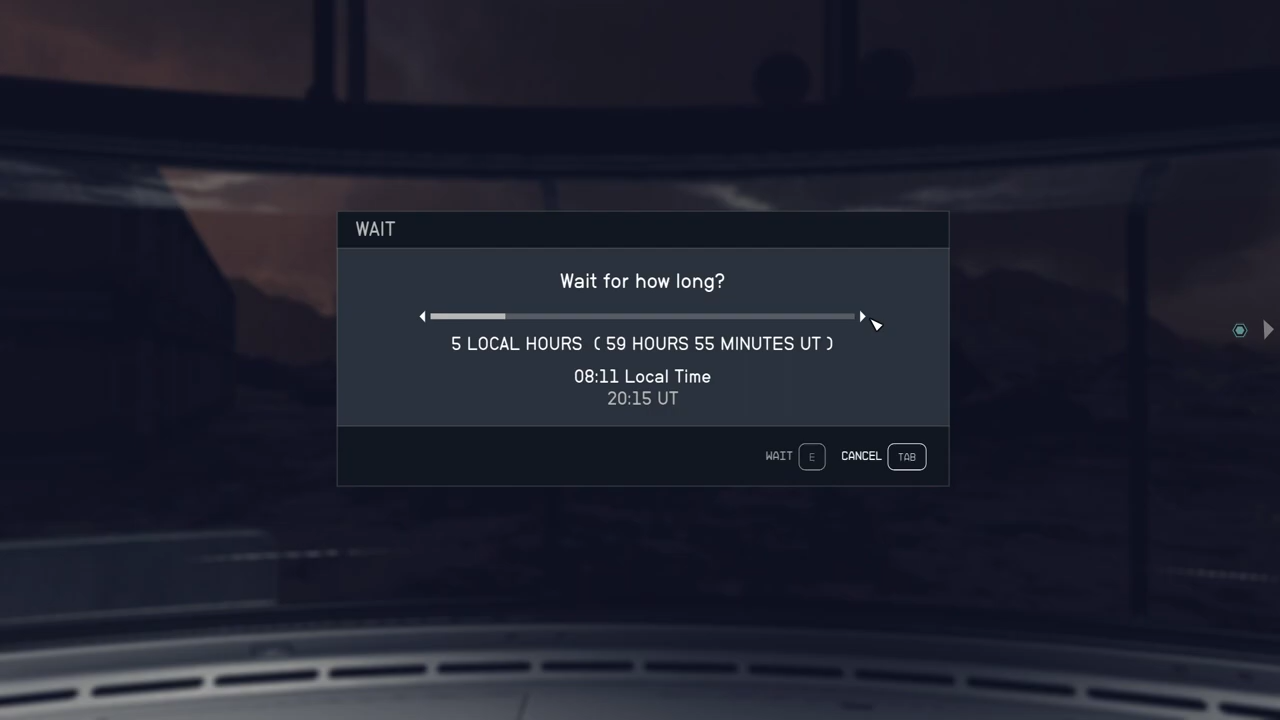 WAIT
Wait for how long?
5 LOCAL HOURS ( 59 HOURS 55 MINUTES UT )
08:11 Local Time
20:15 UT
WAIT E CANCEL TAB